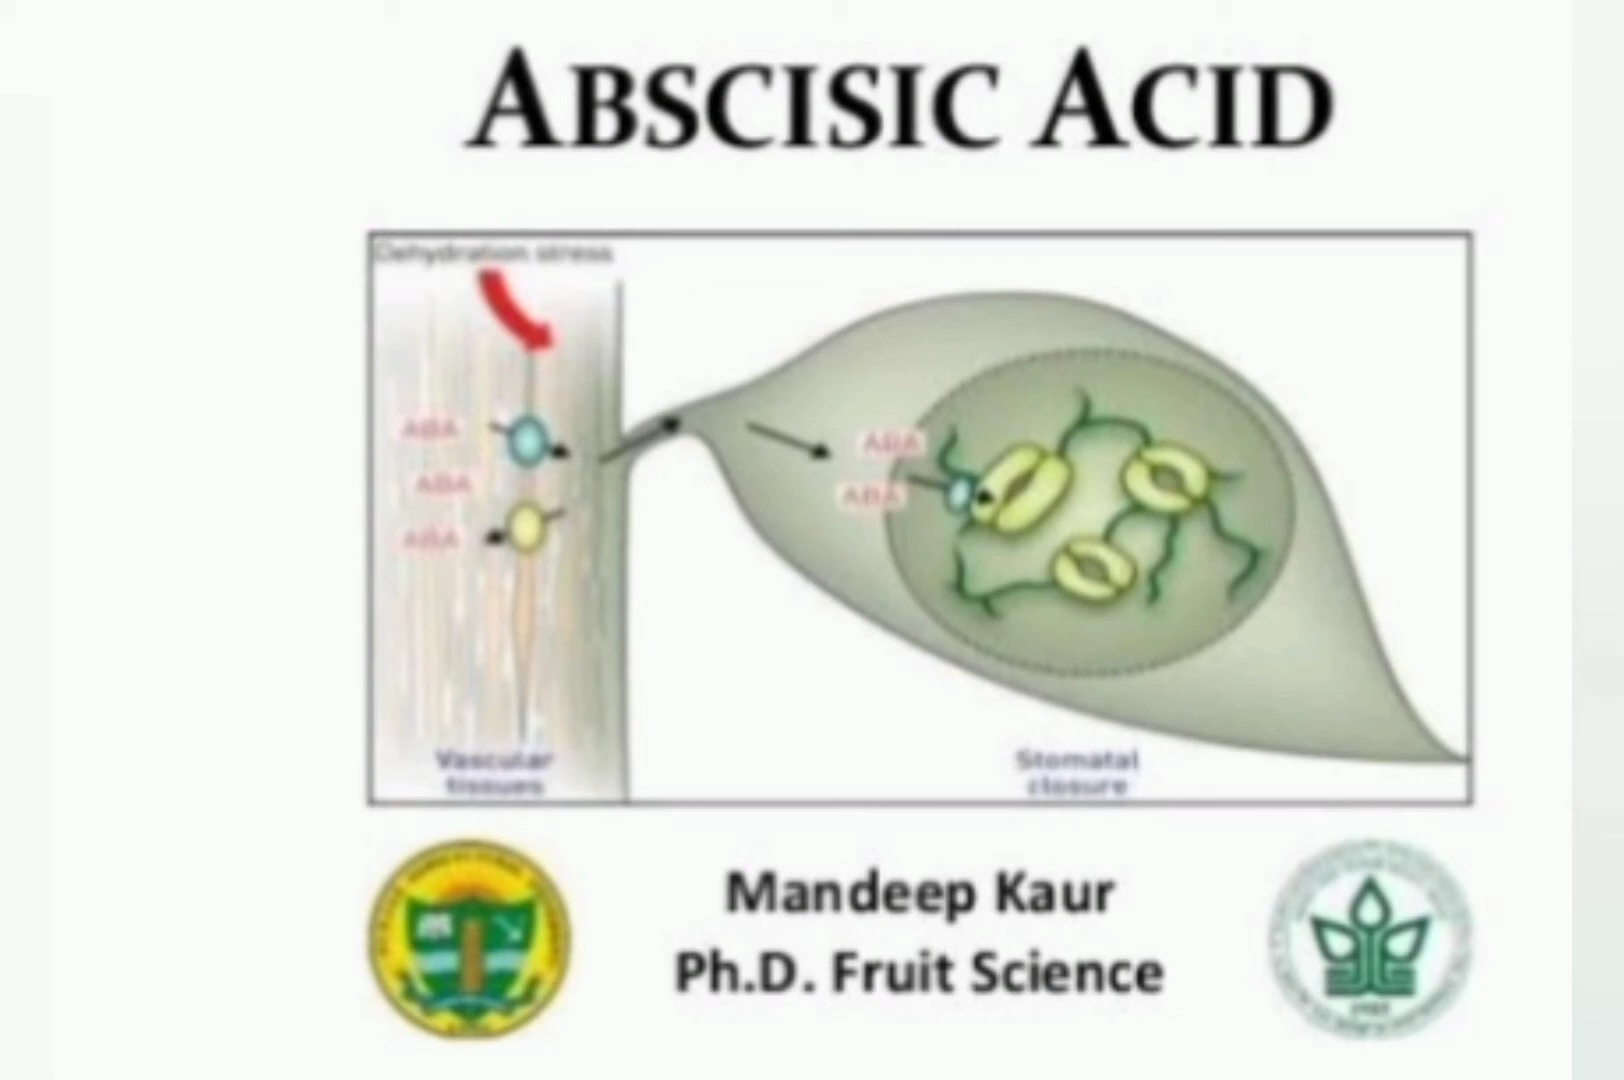 ABSCISIC ACID
Dehydration stress
ABA
ABA
ABA
ABA
ABA
Vascular
tissues
Stomatal
closure
Mandeep Kaur
Ph.D. Fruit Science